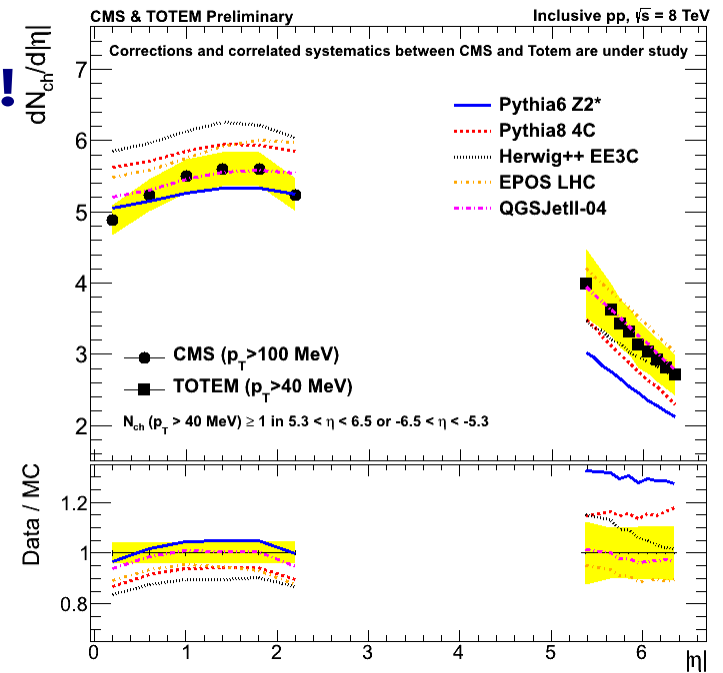 CMS & TOTEM Preliminary
Inclusive pp, √s = 8 TeV
Corrections and correlated systematics between CMS and Totem are under study
!
dN_ch/d|η|
7
6
5
4
3
2
Pythia6 Z2*
Pythia8 4C
Herwig++ EE3C
EPOS LHC
QGSJetII-04
CMS (p_T>100 MeV)
TOTEM (p_T>40 MeV)
N_ch (p_T > 40 MeV) ≥ 1 in 5.3 < η < 6.5 or -6.5 < η < -5.3
Data / MC
1.2
1
0.8
0 1 2 3 4 5 6 |η|